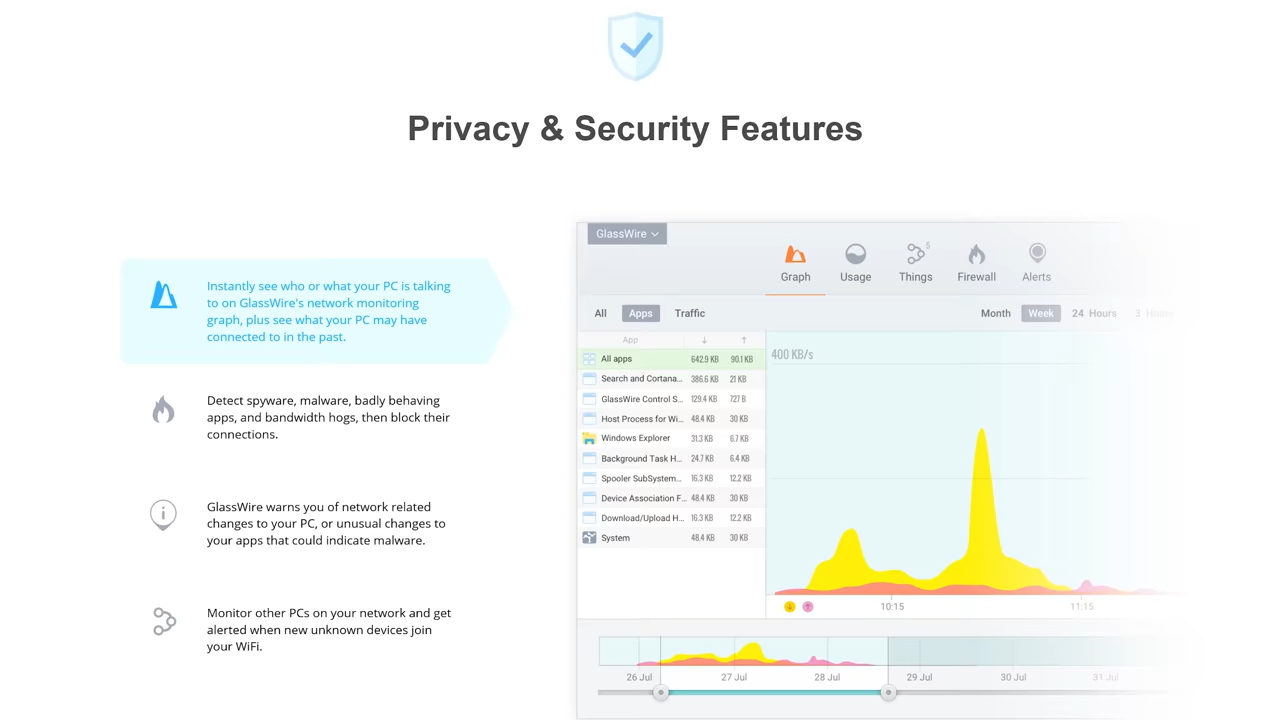 Privacy & Security Features
Instantly see who or what your PC is talking
to on GlassWire's network monitoring
graph, plus see what your PC may have
connected to in the past.
Detect spyware, malware, badly behaving
apps, and bandwidth hogs, then block their
connections.
GlassWire warns you of network related
changes to your PC, or unusual changes to
your apps that could indicate malware.
Monitor other PCs on your network and get
alerted when new unknown devices join
your WiFi.
GlassWire
Graph Usage Things 5 Firewall Alerts
All Apps Traffic Month Week 24 Hours 3 Hours
App ↓ ↑
All apps 642.9 KB 90.1 KB
Search and Cortana... 386.6 KB 21 KB
GlassWire Control S... 129.4 KB 727 B
Host Process for Wi... 48.4 KB 30 KB
Windows Explorer 31.3 KB 6.7 KB
Background Task H... 24.7 KB 6.4 KB
Spooler SubSystem... 16.3 KB 12.2 KB
Device Association F... 48.4 KB 30 KB
Download/Upload H... 16.3 KB 12.2 KB
System 48.4 KB 30 KB
400 KB/s
10:15 11:15
26 Jul 27 Jul 28 Jul 29 Jul 30 Jul 31 Jul